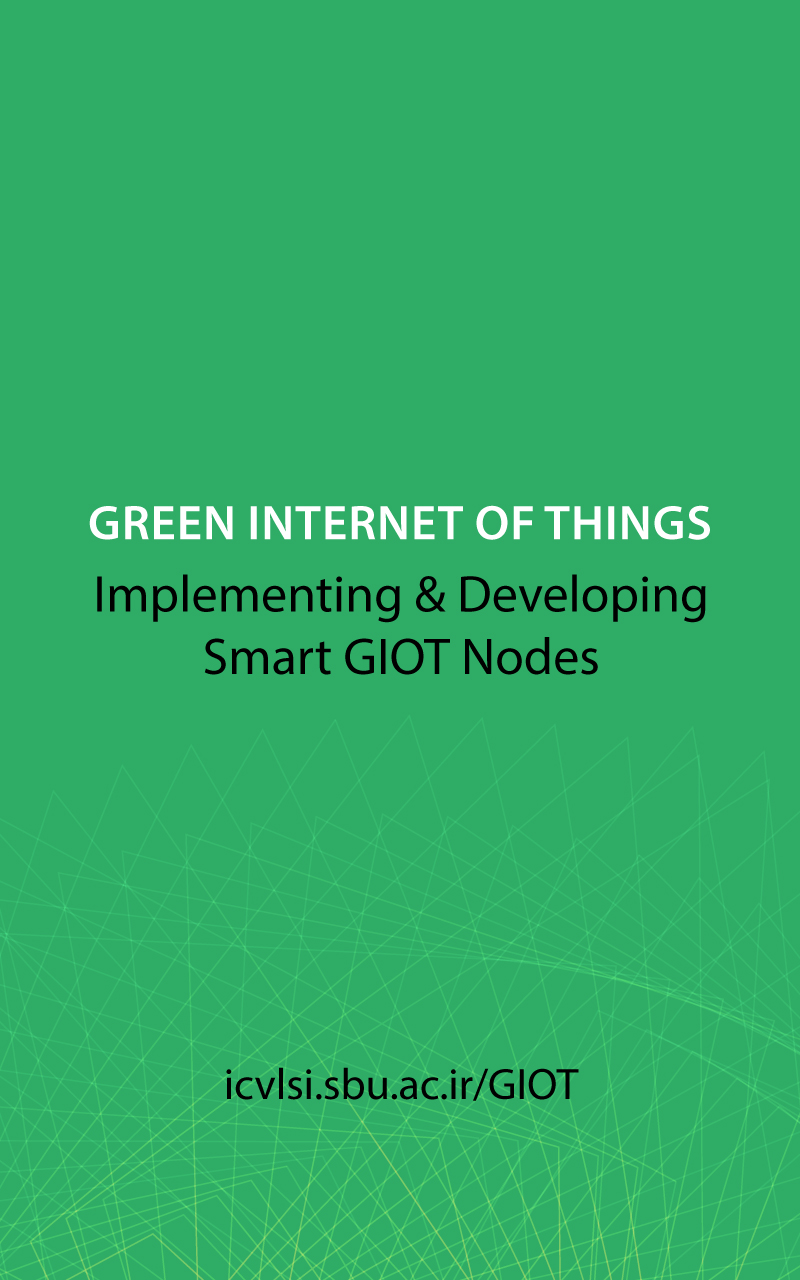 GREEN INTERNET OF THINGS
Implementing & Developing
Smart GIOT Nodes
icvlsi.sbu.ac.ir/GIOT